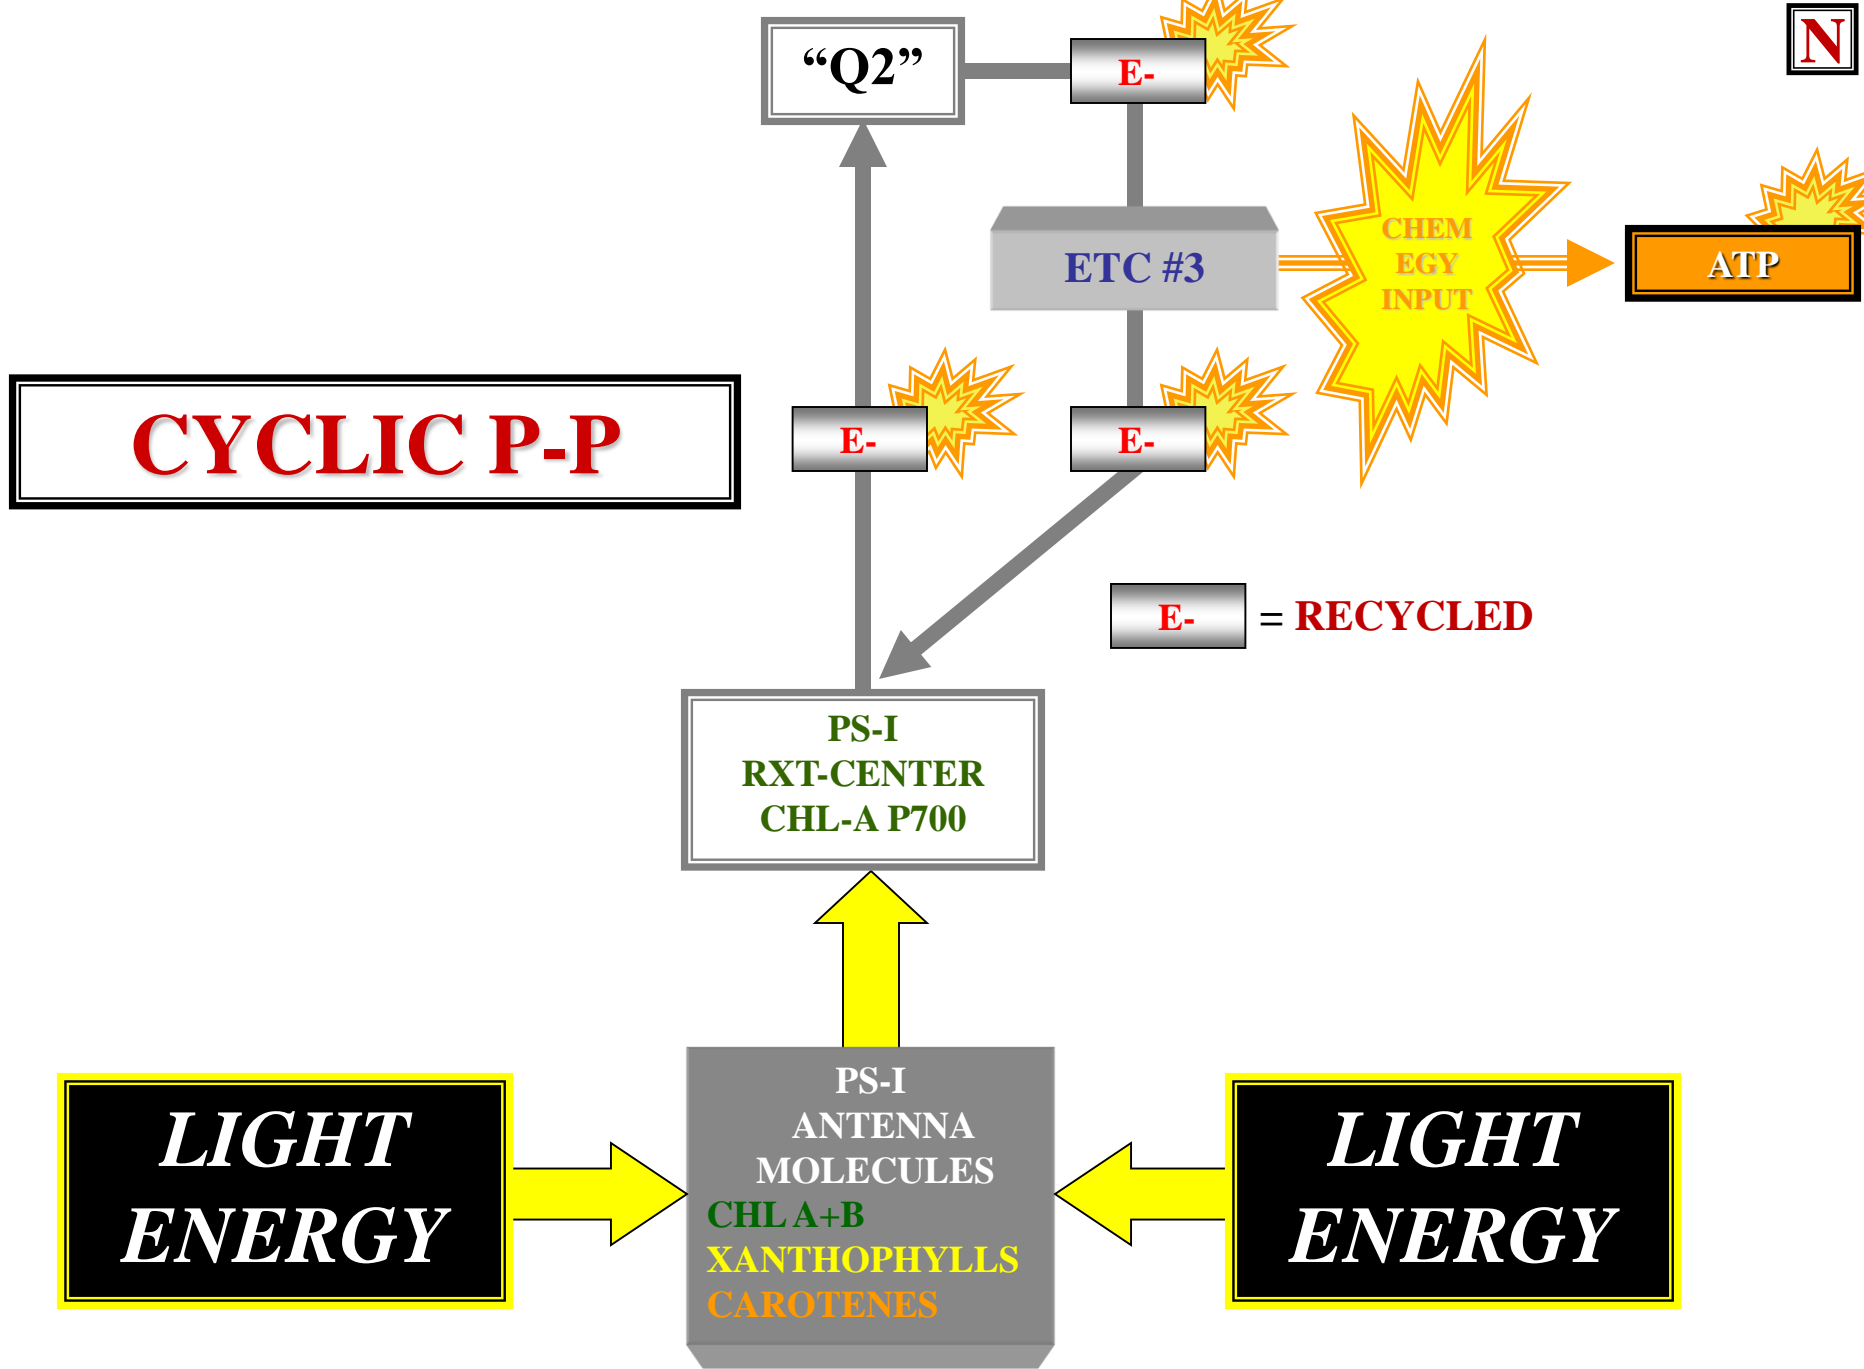 “Q2”
E-
N
CHEM
EGY
INPUT
ETC #3
ATP
CYCLIC P-P
E-
E-
E-
= RECYCLED
PS-I
RXT-CENTER
CHL-A P700
LIGHT
ENERGY
PS-I
ANTENNA
MOLECULES
CHL A+B
XANTHOPHYLLS
CAROTENES
LIGHT
ENERGY